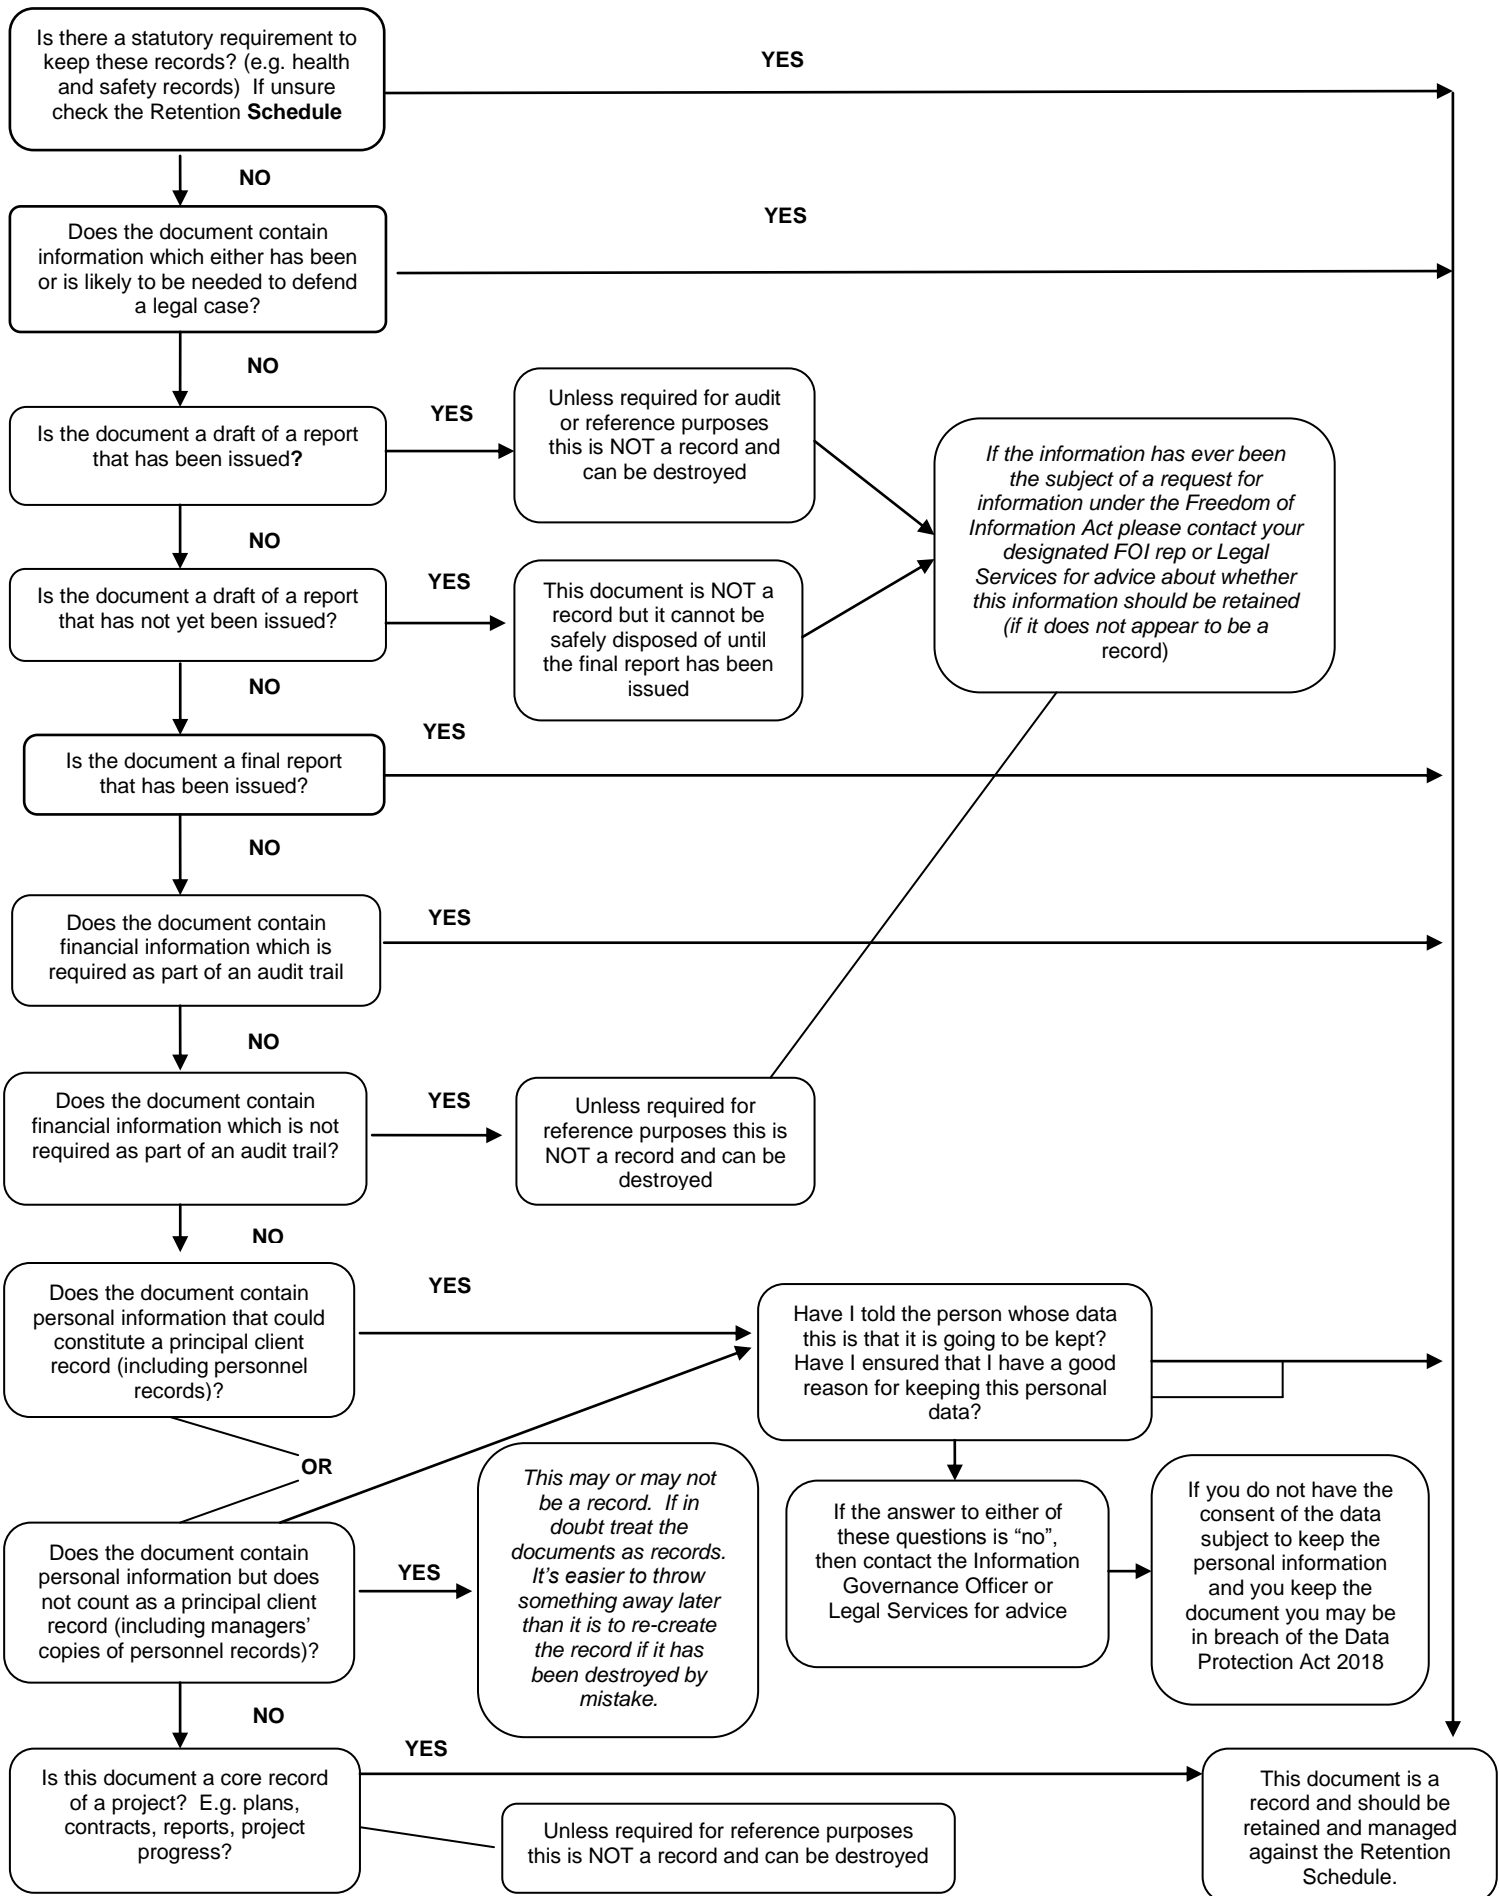 Is there a statutory requirement to
keep these records? (e.g. health
and safety records)  If unsure
check the Retention Schedule
YES
NO
Does the document contain
information which either has been
or is likely to be needed to defend
a legal case?
YES
NO
Is the document a draft of a report
that has been issued?
YES
Unless required for audit
or reference purposes
this is NOT a record and
can be destroyed
If the information has ever been
the subject of a request for
information under the Freedom of
Information Act please contact your
designated FOI rep or Legal
Services for advice about whether
this information should be retained
(if it does not appear to be a
record)
NO
Is the document a draft of a report
that has not yet been issued?
YES
This document is NOT a
record but it cannot be
safely disposed of until
the final report has been
issued
NO
Is the document a final report
that has been issued?
YES
NO
Does the document contain
financial information which is
required as part of an audit trail
YES
NO
Does the document contain
financial information which is not
required as part of an audit trail?
YES
Unless required for
reference purposes this is
NOT a record and can be
destroyed
NO
Does the document contain
personal information that could
constitute a principal client
record (including personnel
records)?
YES
Have I told the person whose data
this is that it is going to be kept?
Have I ensured that I have a good
reason for keeping this personal
data?
OR
Does the document contain
personal information but does
not count as a principal client
record (including managers’
copies of personnel records)?
YES
This may or may not
be a record.  If in
doubt treat the
documents as records.
It’s easier to throw
something away later
than it is to re-create
the record if it has
been destroyed by
mistake.
If the answer to either of
these questions is “no”,
then contact the Information
Governance Officer or
Legal Services for advice
If you do not have the
consent of the data
subject to keep the
personal information
and you keep the
document you may be
in breach of the Data
Protection Act 2018
NO
Is this document a core record
of a project?  E.g. plans,
contracts, reports, project
progress?
YES
Unless required for reference purposes
this is NOT a record and can be destroyed
This document is a
record and should be
retained and managed
against the Retention
Schedule.